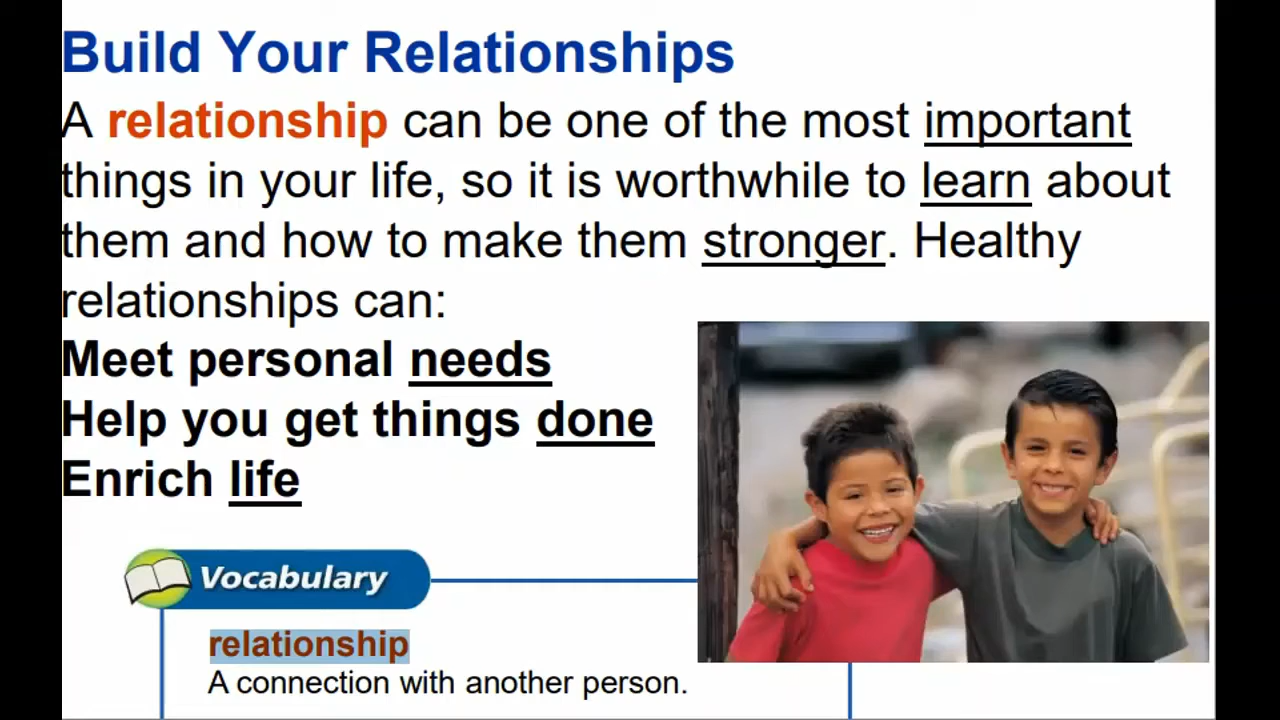 Build Your Relationships
A relationship can be one of the most important
things in your life, so it is worthwhile to learn about
them and how to make them stronger. Healthy
relationships can:
Meet personal needs
Help you get things done
Enrich life
Vocabulary
relationship
A connection with another person.